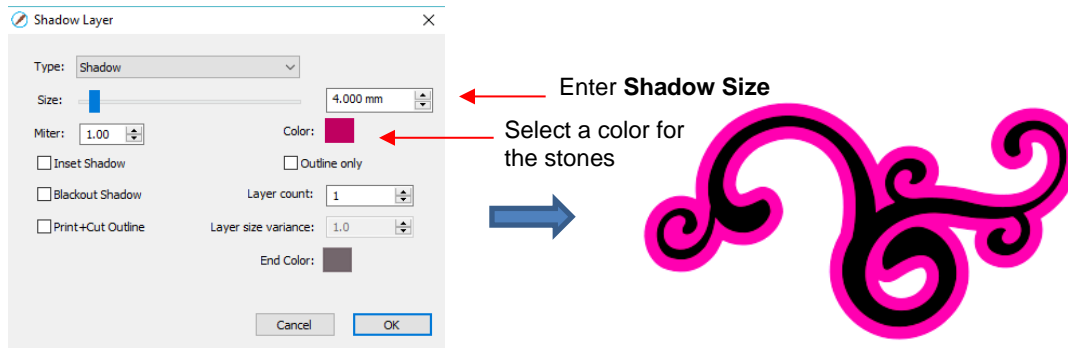 Shadow Layer
Type: Shadow
Size: 4.000 mm
Miter: 1.00 Color:
Inset Shadow Outline only
Blackout Shadow Layer count: 1
Print+Cut Outline Layer size variance: 1.0
End Color:
Cancel OK
Enter Shadow Size
Select a color for
the stones